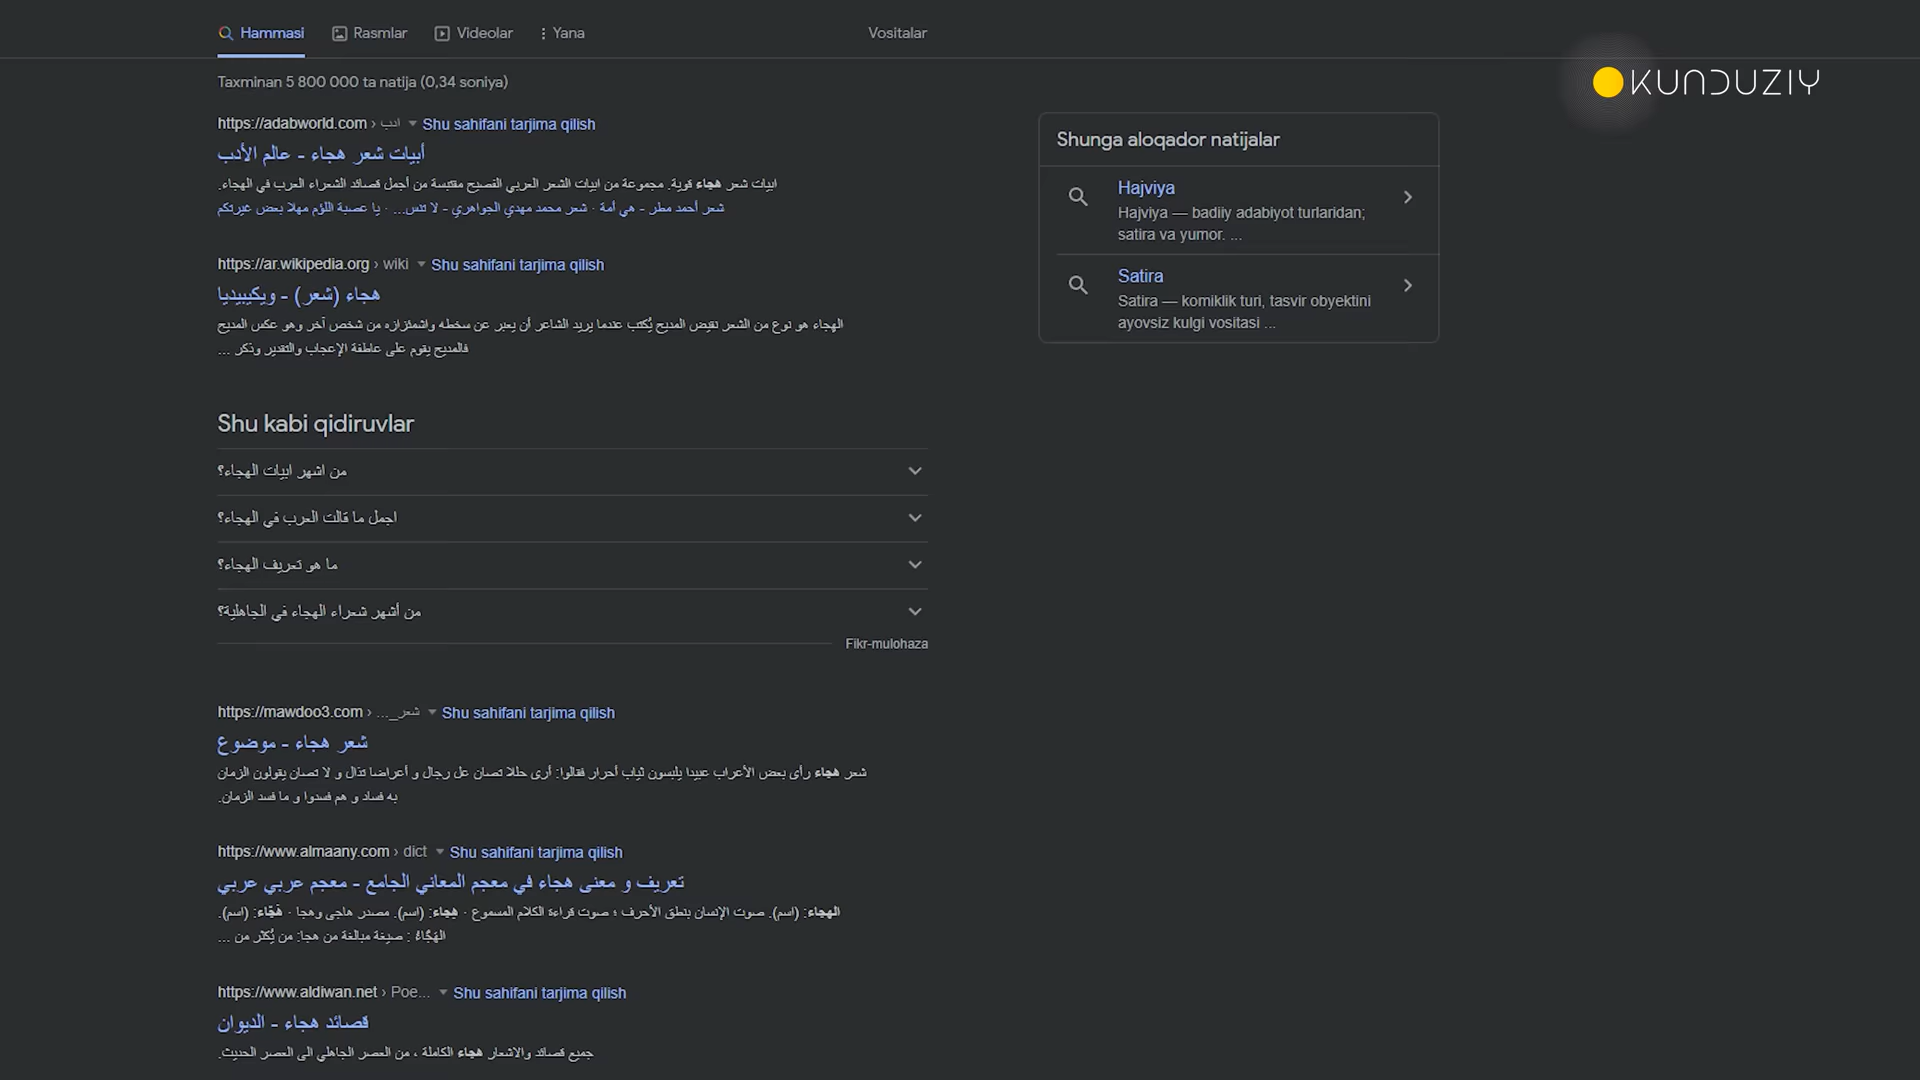 Hammasi Rasmlar Videolar Yana Vositalar
KUNDUZIY
Taxminan 5 800 000 ta natija (0,34 soniya)
https://adabworld.com › ادب Shu sahifani tarjima qilish
أبيات شعر هجاء - عالم الأدب
ابيات شعر هجاء قوية. مجموعة من ابيات الشعر العربي الفصيح مقتبسة من أجمل قصائد الشعراء العرب في الهجاء.
شعر أحمد مطر - هي أمة · شعر محمد مهدي الجواهري - لا تنس... · يا عصبة اللؤم مهلا بعض غيرتكم
https://ar.wikipedia.org › wiki Shu sahifani tarjima qilish
هجاء (شعر) - ويكيبيديا
الهجاء هو نوع من الشعر نقيض المديح يُكتب عندما يريد الشاعر أن يعبر عن سخطه واشمئزازه من شخص آخر وهو عكس المديح
فالمديح يقوم على عاطفة الإعجاب والتقدير وذكر ...
Shu kabi qidiruvlar
من اشهر ابيات الهجاء؟
اجمل ما قالت العرب في الهجاء؟
ما هو تعريف الهجاء؟
من أشهر شعراء الهجاء في الجاهلية؟
Fikr-mulohaza
https://mawdoo3.com › ..._شعر Shu sahifani tarjima qilish
شعر هجاء - موضوع
شعر هجاء رأى بعض الأعراب عبيدا يلبسون ثياب أحرار فقالوا: أرى حللا تصان عل رجال و أعراضا تذال و لا تصان يقولون الزمان
به فساد و هم فسدوا و ما فسد الزمان.
https://www.almaany.com › dict Shu sahifani tarjima qilish
تعريف و معنى هجاء في معجم المعاني الجامع - معجم عربي عربي
الهجاء: (اسم). صوت الإنسان بنطق الأحرف ؛ صوت قراءة الكلام المسموع · هِجاء: (اسم). مصدر هاجى وهجا · هَجّاء: (اسم).
الهَجَّاءُ : صيغة مبالغة من هجا: من يُكثر من ...
https://www.aldiwan.net › Poe... Shu sahifani tarjima qilish
قصائد هجاء - الديوان
جميع قصائد والاشعار هجاء الكاملة ، من العصر الجاهلي الى العصر الحديث.
Shunga aloqador natijalar
Hajviya
Hajviya — badiiy adabiyot turlaridan;
satira va yumor. ...
Satira
Satira — komiklik turi, tasvir obyektini
ayovsiz kulgi vositasi ...